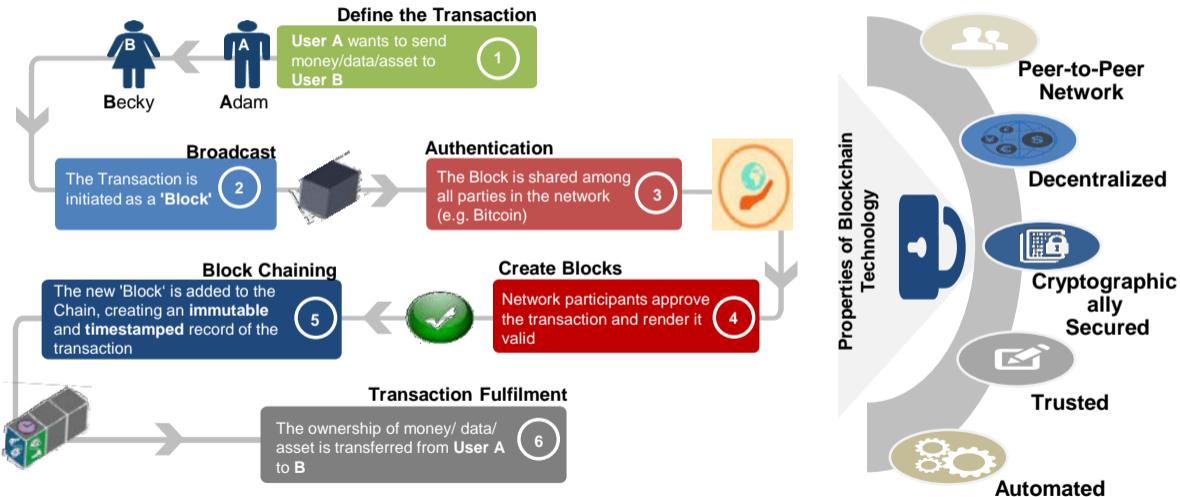 Define the Transaction
User A wants to send
money/data/asset to
User B
1
B
A
Becky
Adam
Broadcast
The Transaction is
initiated as a 'Block'
2
Authentication
The Block is shared among
all parties in the network
(e.g. Bitcoin)
3
Create Blocks
Network participants approve
the transaction and render it
valid
4
Block Chaining
The new 'Block' is added to the
Chain, creating an immutable
and timestamped record of the
transaction
5
Transaction Fulfilment
The ownership of money/ data/
asset is transferred from User A
to B
6
Properties of Blockchain
Technology
Peer-to-Peer
Network
Decentralized
Cryptographic
ally
Secured
Trusted
Automated